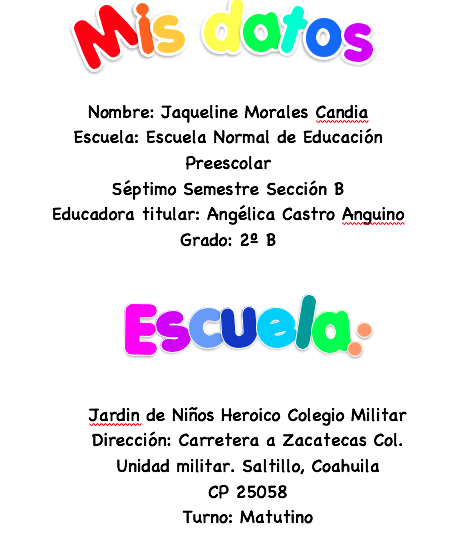 Mis datos
Nombre: Jaqueline Morales Candia
Escuela: Escuela Normal de Educación
Preescolar
Séptimo Semestre Sección B
Educadora titular: Angélica Castro Anguino
Grado: 2º B
Escuela:
Jardin de Niños Heroico Colegio Militar
Dirección: Carretera a Zacatecas Col.
Unidad militar. Saltillo, Coahuila
CP 25058
Turno: Matutino